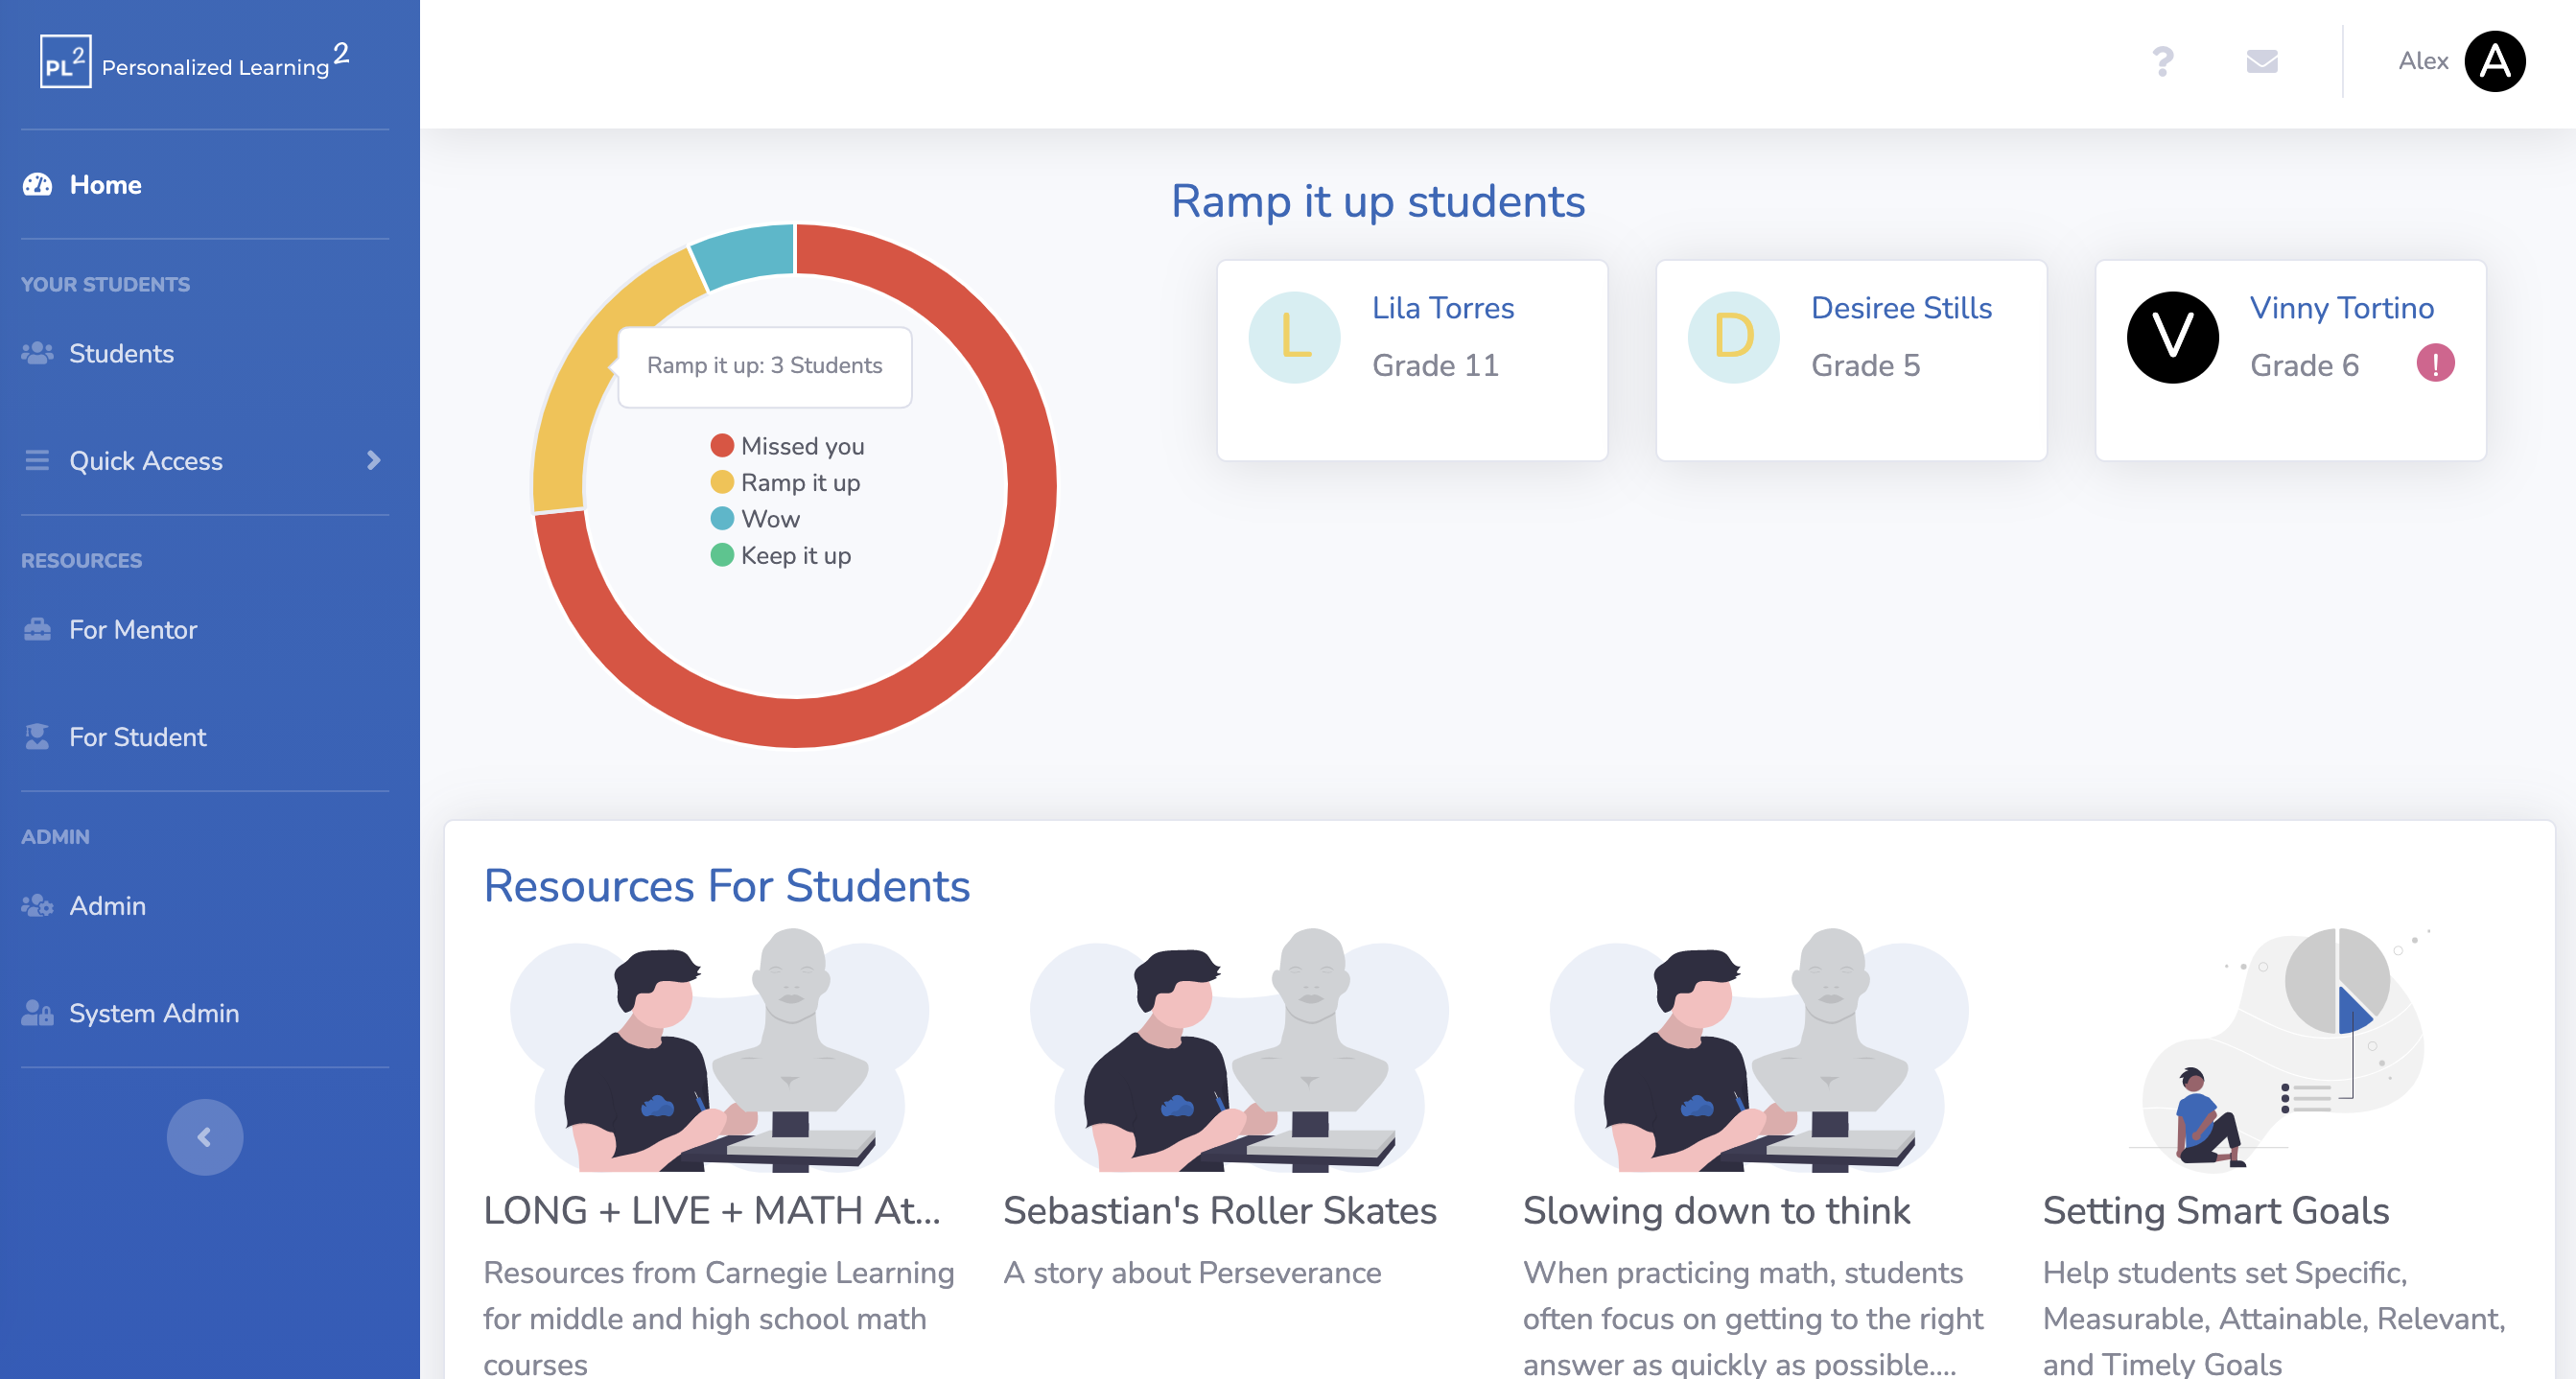 PL2 Personalized Learning2
Alex A
Home
YOUR STUDENTS
Students
Quick Access
RESOURCES
For Mentor
For Student
ADMIN
Admin
System Admin
Ramp it up: 3 Students
Missed you
Ramp it up
Wow
Keep it up
Ramp it up students
L
Lila Torres
Grade 11
D
Desiree Stills
Grade 5
V
Vinny Tortino
Grade 6
!
Resources For Students
LONG + LIVE + MATH At...
Resources from Carnegie Learning
for middle and high school math
courses
Sebastian's Roller Skates
A story about Perseverance
Slowing down to think
When practicing math, students
often focus on getting to the right
answer as quickly as possible....
Setting Smart Goals
Help students set Specific,
Measurable, Attainable, Relevant,
and Timely Goals